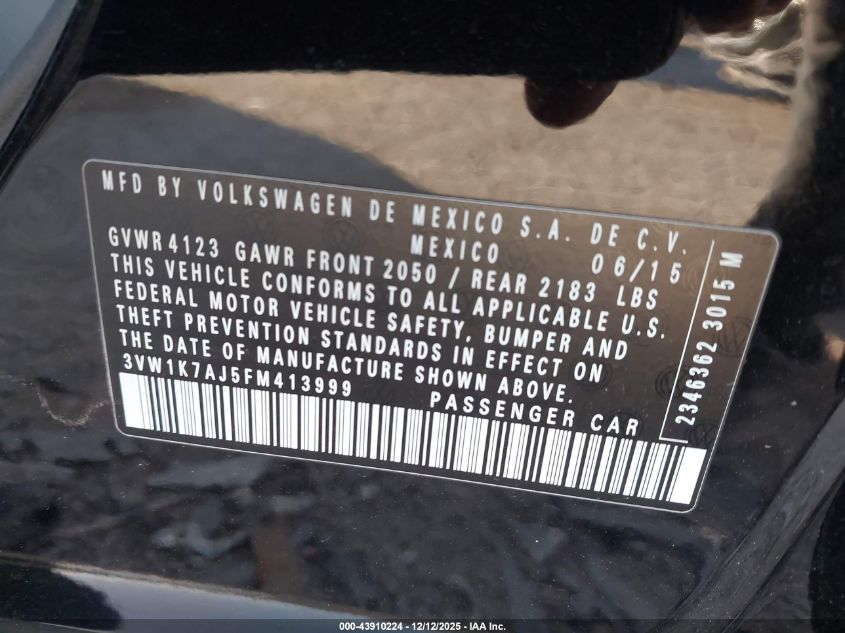 MFD BY VOLKSWAGEN DE MEXICO S.A. DE C.V.
MEXICO 06/15
GVWR 4123 GAWR FRONT 2050 / REAR 2183 LBS
THIS VEHICLE CONFORMS TO ALL APPLICABLE U.S.
FEDERAL MOTOR VEHICLE SAFETY, BUMPER AND
THEFT PREVENTION STANDARDS IN EFFECT ON
THE DATE OF MANUFACTURE SHOWN ABOVE.
3VW1K7AJ5FM413999 PASSENGER CAR
2346362 3015 M
000-43910224 - 12/12/2025 - IAA Inc.